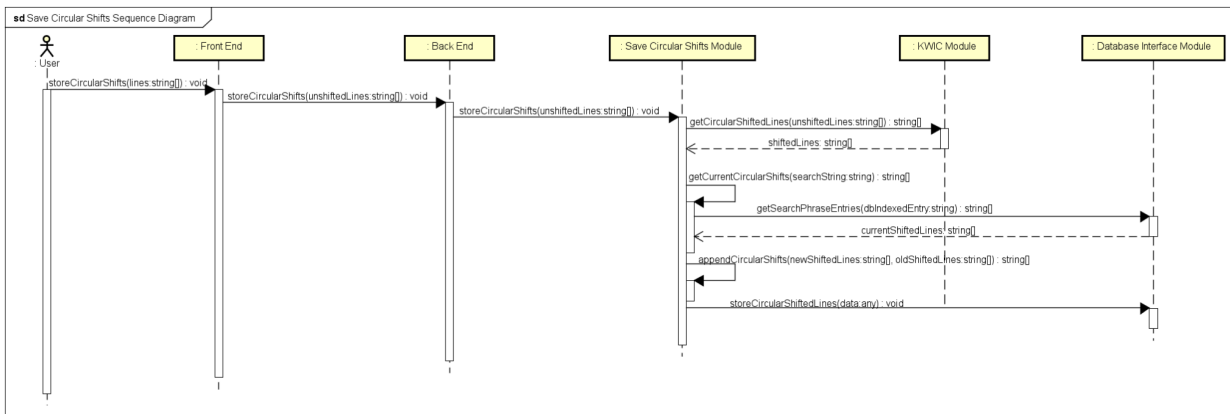 sd Save Circular Shifts Sequence Diagram
: User
: Front End
: Back End
: Save Circular Shifts Module
: KWIC Module
: Database Interface Module
storeCircularShifts(lines:string[]) : void
storeCircularShifts(unshiftedLines:string[]) : void
storeCircularShifts(unshiftedLines:string[]) : void
getCircularShiftedLines(unshiftedLines:string[]) : string[]
shiftedLines: string[]
getCurrentCircularShifts(searchString:string) : string[]
getSearchPhraseEntries(dbIndexedEntry:string) : string[]
currentShiftedLines: string[]
appendCircularShifts(newShiftedLines:string[], oldShiftedLines:string[]) : string[]
storeCircularShiftedLines(data:any) : void